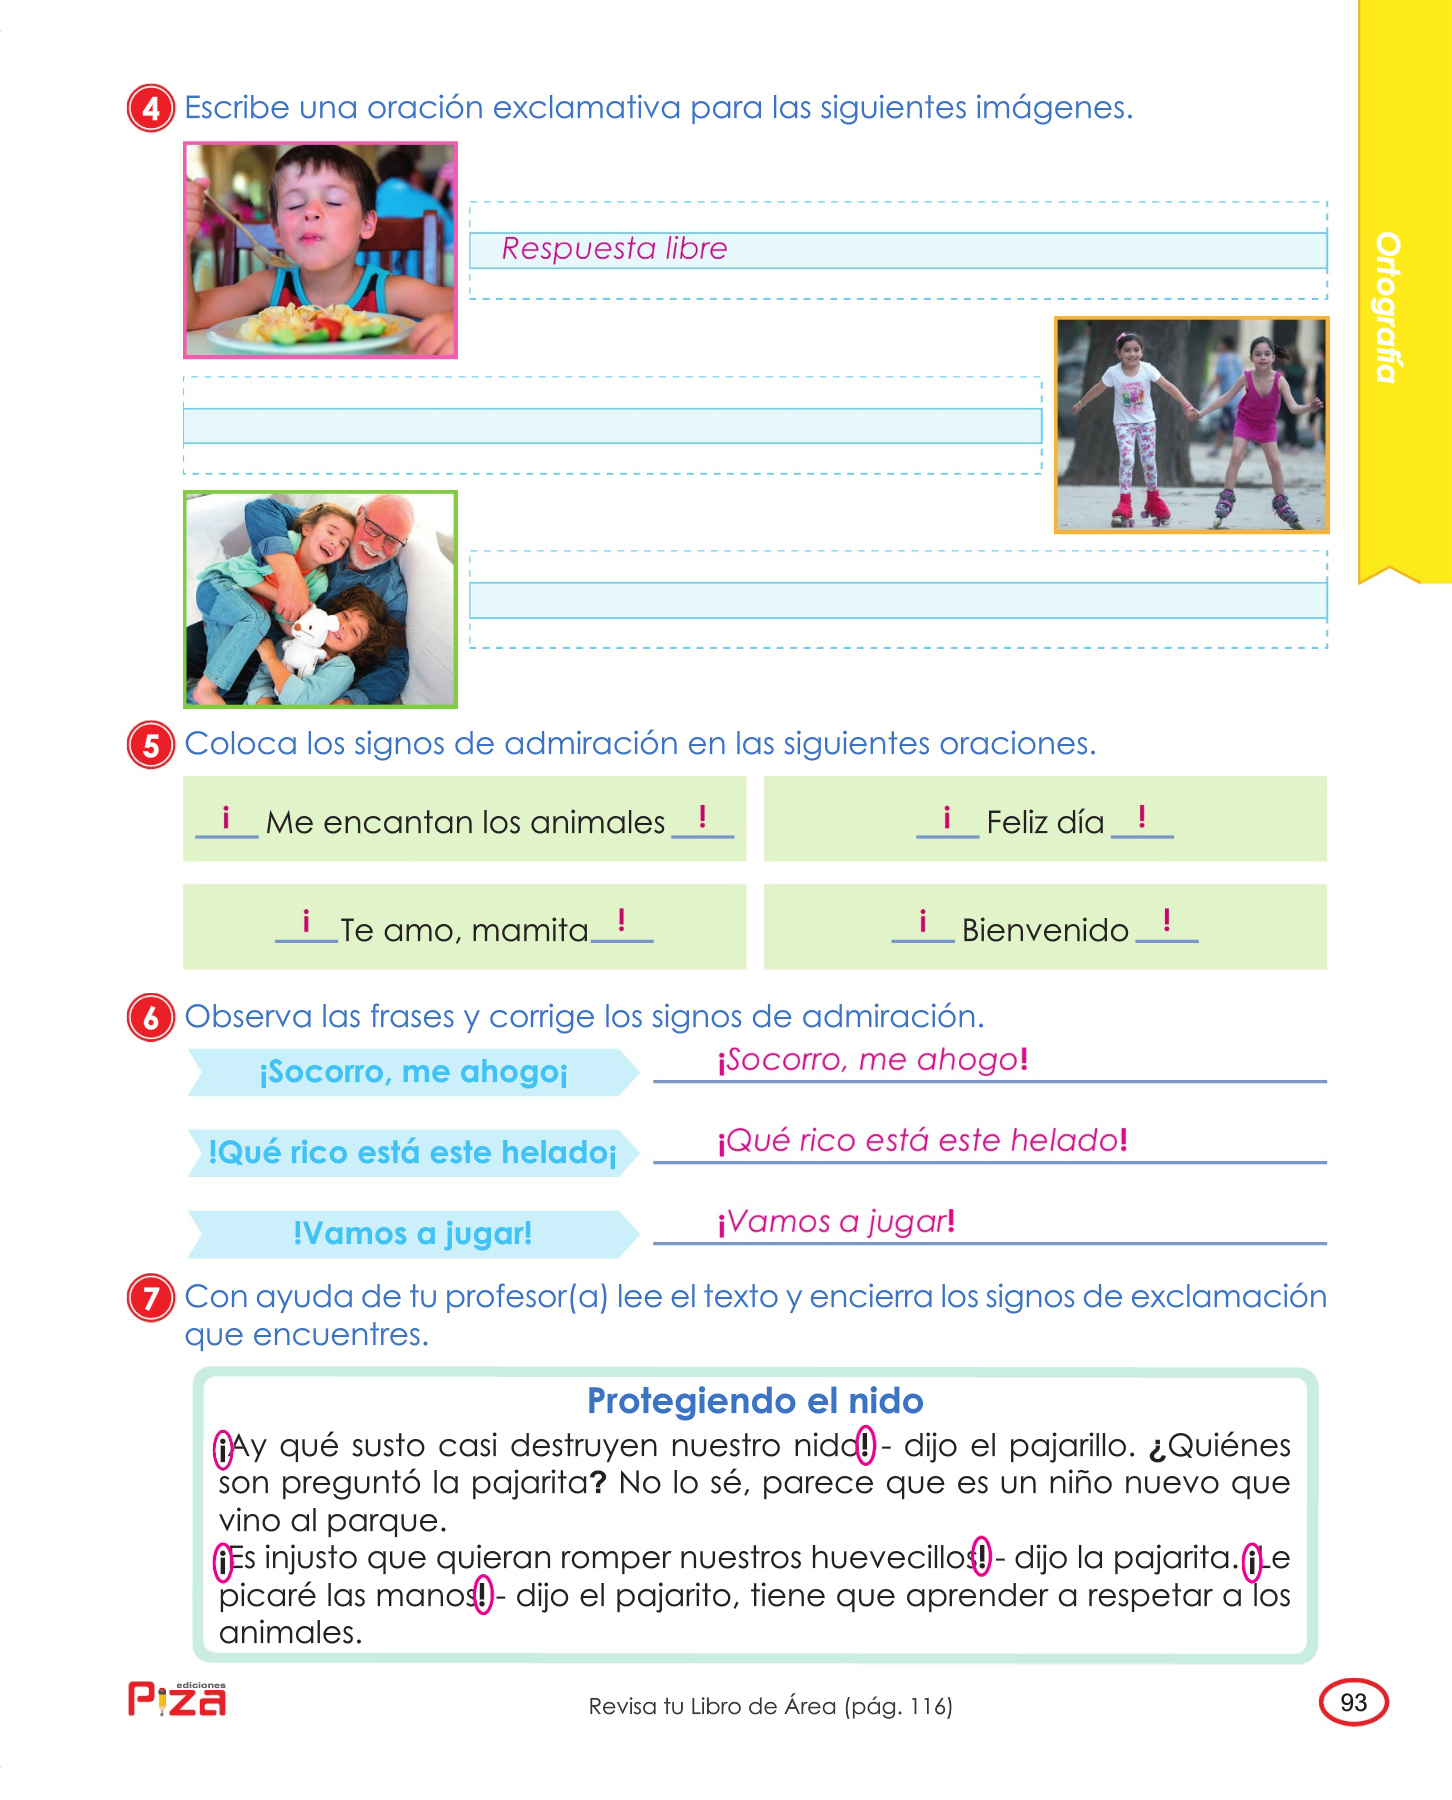 4 Escribe una oración exclamativa para las siguientes imágenes.
Respuesta libre
Ortografía
5 Coloca los signos de admiración en las siguientes oraciones.
¡ Me encantan los animales !
¡ Feliz día !
¡ Te amo, mamita !
¡ Bienvenido !
6 Observa las frases y corrige los signos de admiración.
¡Socorro, me ahogo¡
¡Socorro, me ahogo!
!Qué rico está este helado¡
¡Qué rico está este helado!
!Vamos a jugar!
¡Vamos a jugar!
7 Con ayuda de tu profesor(a) lee el texto y encierra los signos de exclamación
que encuentres.
Protegiendo el nido
¡Ay qué susto casi destruyen nuestro nido! - dijo el pajarillo. ¿Quiénes
son preguntó la pajarita? No lo sé, parece que es un niño nuevo que
vino al parque.
¡Es injusto que quieran romper nuestros huevecillos! - dijo la pajarita. ¡Le
picaré las manos! - dijo el pajarito, tiene que aprender a respetar a los
animales.
ediciones
Piza
Revisa tu Libro de Área (pág. 116)
93